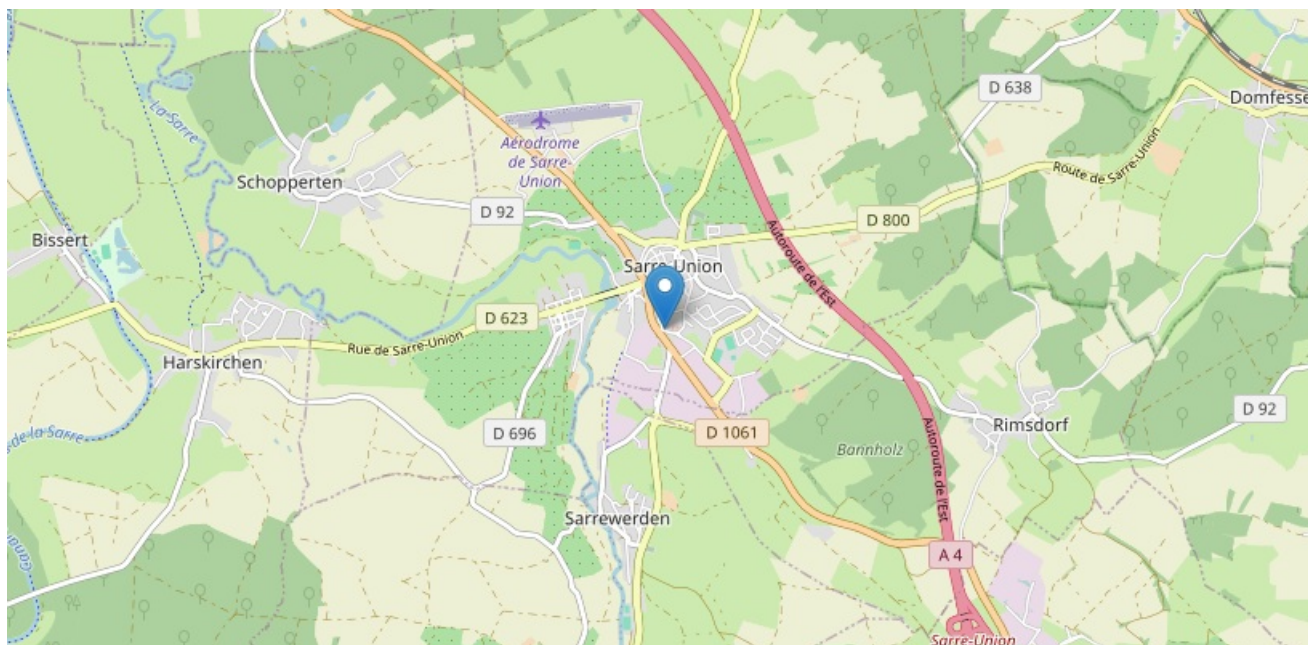 D 638
Domfesse
La Sarre
Aérodrome
de Sarre-
Union
Route de Sarre-Union
Schopperten
D 92
D 800
Bissert
Autoroute de l'Est
Sarre-Union
D 623
Rue de Sarre-Union
Harskirchen
D 92
Rimsdorf
D 696
D 1061
Bannholz
Autoroute de l'Est
s de la Sarre
Sarrewerden
A 4
Sarre-Union